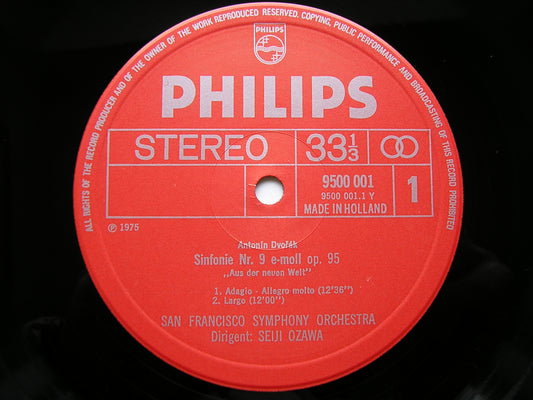 ALL RIGHTS OF THE RECORD PRODUCER AND OF THE OWNER OF THE WORK REPRODUCED RESERVED. COPYING, PUBLIC PERFORMANCE AND BROADCASTING OF THIS RECORD PROHIBITED
PHILIPS
PHILIPS
STEREO 33 1/3
9500 001
9500 001.1 Y
MADE IN HOLLAND
1
℗ 1975
Antonín Dvořák
Sinfonie Nr. 9 e-moll op. 95
„Aus der neuen Welt"
1. Adagio - Allegro molto (12'36")
2. Largo (12'00")
SAN FRANCISCO SYMPHONY ORCHESTRA
Dirigent: SEIJI OZAWA